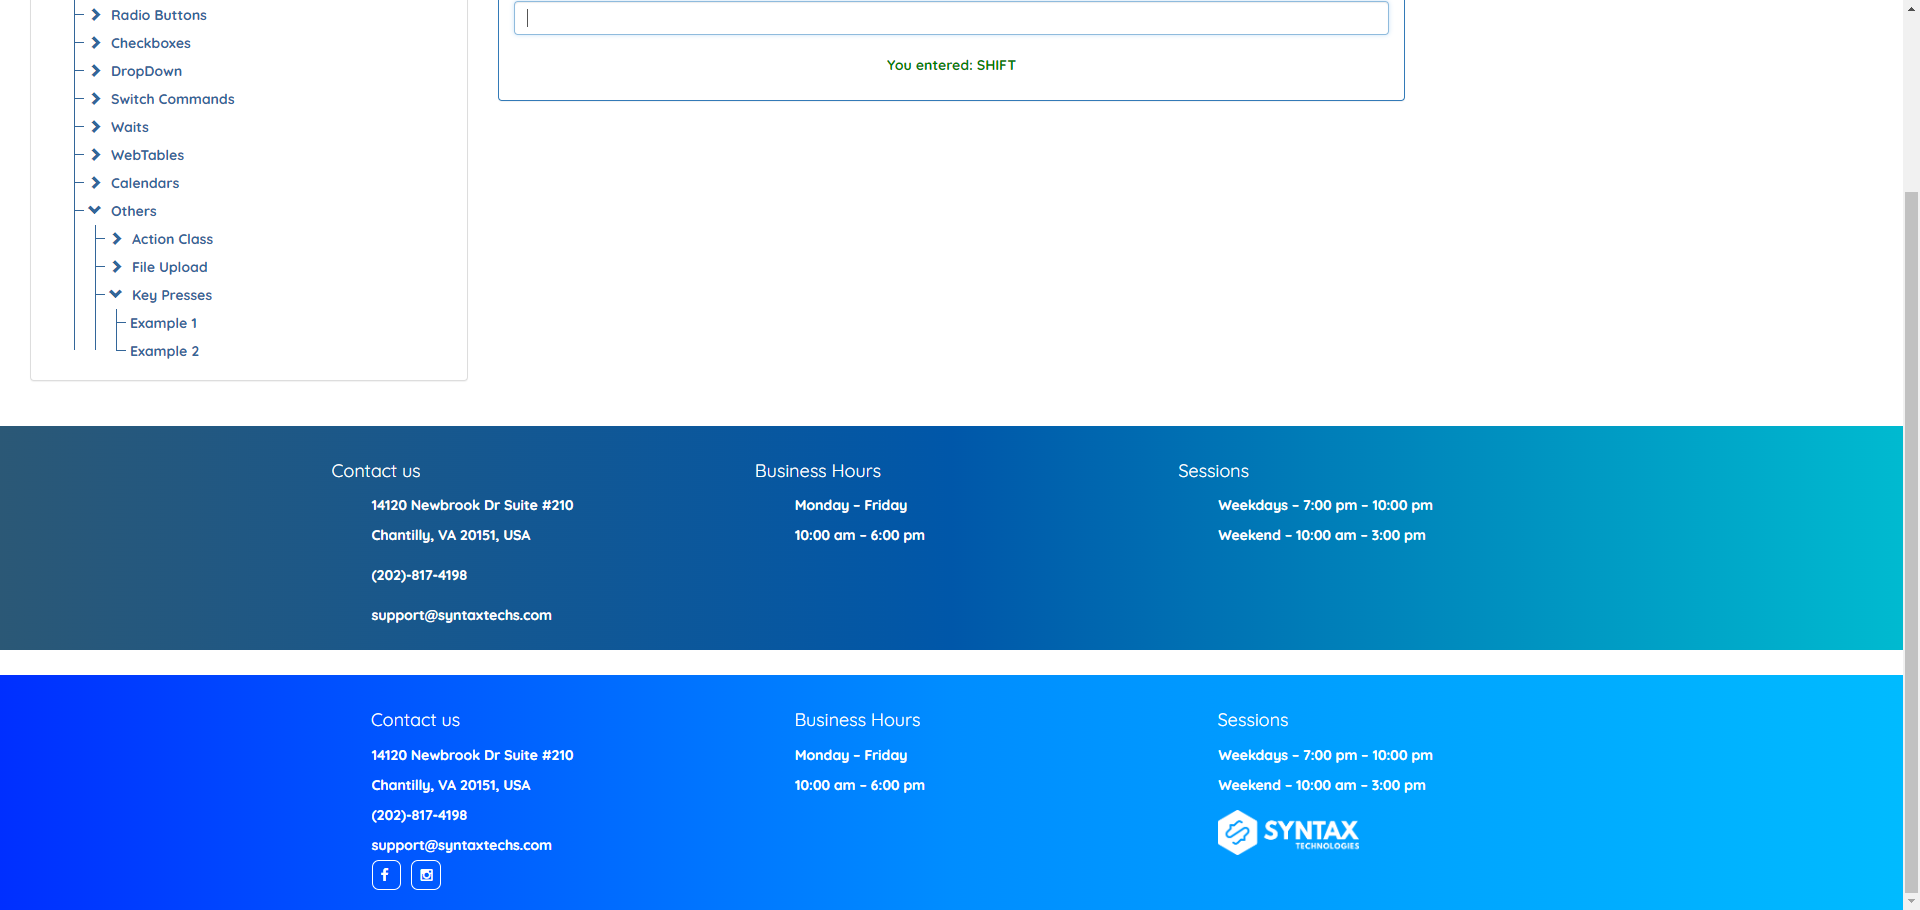 Radio Buttons
Checkboxes
DropDown
Switch Commands
Waits
WebTables
Calendars
Others
Action Class
File Upload
Key Presses
Example 1
Example 2
You entered: SHIFT
Contact us
14120 Newbrook Dr Suite #210
Chantilly, VA 20151, USA
(202)-817-4198
support@syntaxtechs.com
Business Hours
Monday – Friday
10:00 am – 6:00 pm
Sessions
Weekdays – 7:00 pm – 10:00 pm
Weekend – 10:00 am – 3:00 pm
Contact us
14120 Newbrook Dr Suite #210
Chantilly, VA 20151, USA
(202)-817-4198
support@syntaxtechs.com
Business Hours
Monday – Friday
10:00 am – 6:00 pm
Sessions
Weekdays – 7:00 pm – 10:00 pm
Weekend – 10:00 am – 3:00 pm
SYNTAX
TECHNOLOGIES